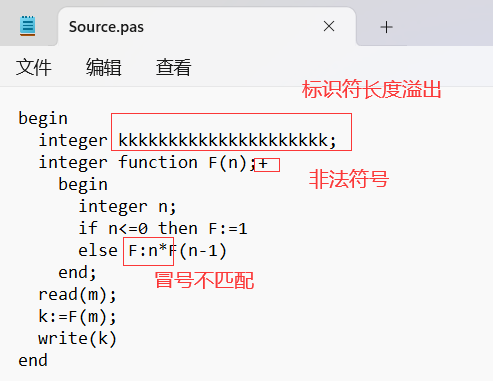 Source.pas
文件 编辑 查看
标识符长度溢出
begin
integer kkkkkkkkkkkkkkkkkkkkk;
integer function F(n);+
非法符号
begin
integer n;
if n<=0 then F:=1
else F:n*F(n-1)
冒号不匹配
end;
read(m);
k:=F(m);
write(k)
end